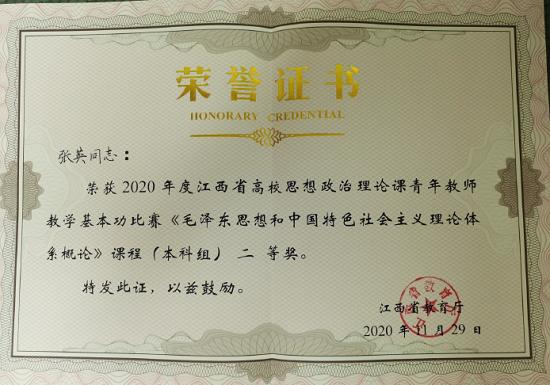 荣誉证书
HONORARY CREDENTIAL
张英同志：
荣获2020年度江西省高校思想政治理论课青年教师
教学基本功比赛《毛泽东思想和中国特色社会主义理论体
系概论》课程（本科组） 二 等奖。
特发此证，以兹鼓励。
江西省教育厅
2020年11月29日